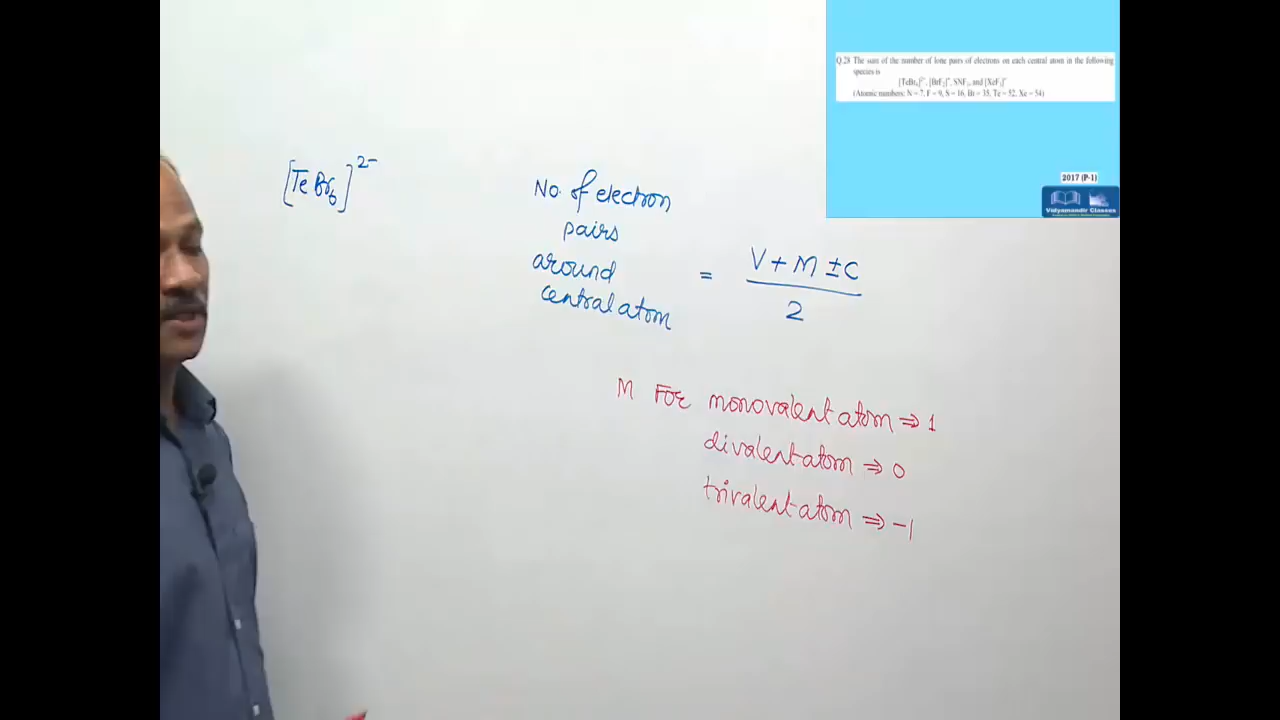 Q.28 The sum of the number of lone pairs of electrons on each central atom in the following
species is
[TeBr₆]²⁻, [BrF₂]⁺, SNF₃, and [XeF₃]⁻
(Atomic numbers: N = 7, F = 9, S = 16, Br = 35, Te = 52, Xe = 54)
2017 (P-1)
Vidyamandir Classes
[TeBr₆]²⁻
No. of electron
pairs
around
central atom
= V + M ± C
2
M For monovalent atom ⇒ 1
divalent atom ⇒ 0
trivalent atom ⇒ -1